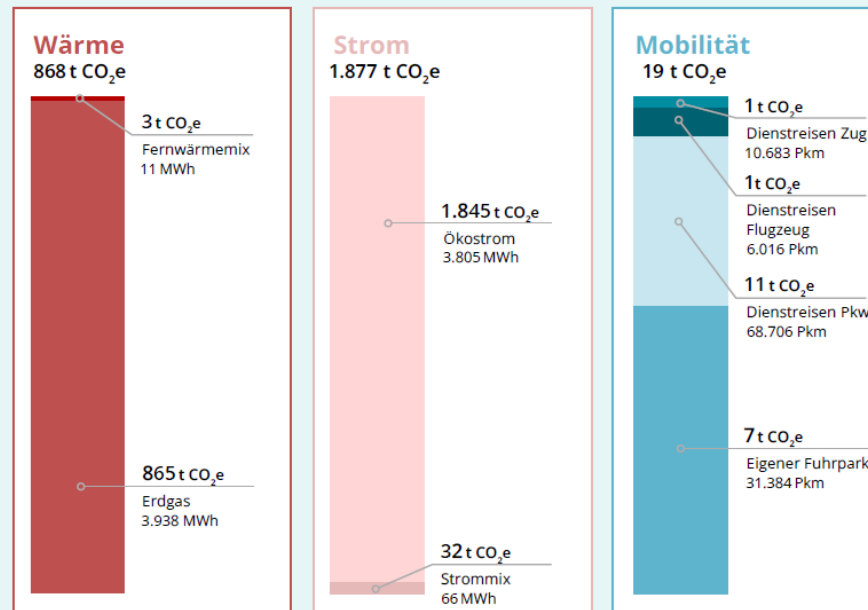 Wärme
868 t CO₂e
3 t CO₂e
Fernwärmemix
11 MWh
865 t CO₂e
Erdgas
3.938 MWh
Strom
1.877 t CO₂e
1.845 t CO₂e
Ökostrom
3.805 MWh
32 t CO₂e
Strommix
66 MWh
Mobilität
19 t CO₂e
1 t CO₂e
Dienstreisen Zug
10.683 Pkm
1 t CO₂e
Dienstreisen
Flugzeug
6.016 Pkm
11 t CO₂e
Dienstreisen Pkw
68.706 Pkm
7 t CO₂e
Eigener Fuhrpark
31.384 Pkm